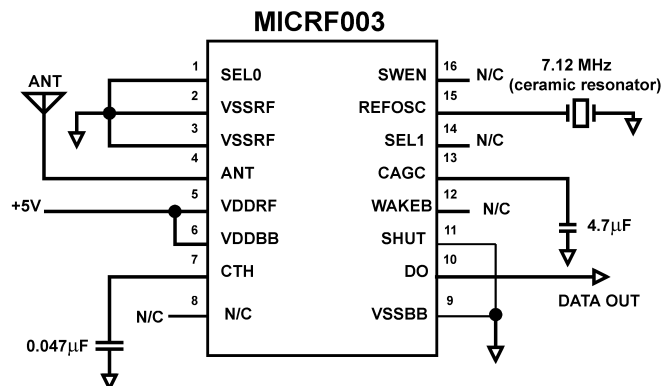 MICRF003
ANT
+5V
0.047µF
N/C
1 SEL0
2 VSSRF
3 VSSRF
4 ANT
5 VDDRF
6 VDDBB
7 CTH
8 N/C
SWEN 16 N/C
REFOSC 15
SEL1 14 N/C
CAGC 13
WAKEB 12 N/C
SHUT 11
DO 10
VSSBB 9
7.12 MHz
(ceramic resonator)
4.7µF
DATA OUT